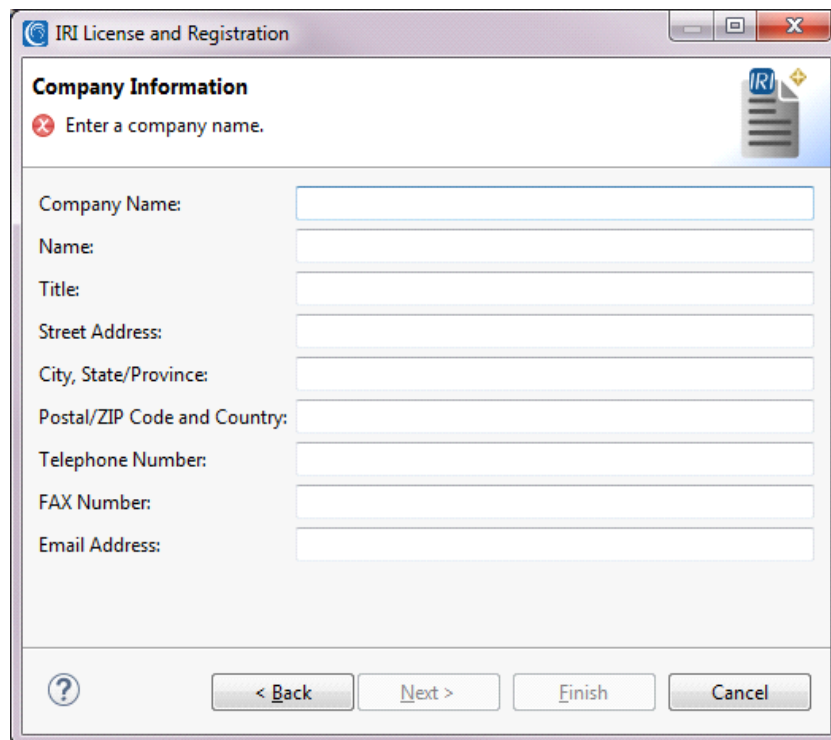 IRI License and Registration
Company Information
Enter a company name.
IRI
Company Name:
Name:
Title:
Street Address:
City, State/Province:
Postal/ZIP Code and Country:
Telephone Number:
FAX Number:
Email Address:
? < Back Next > Finish Cancel